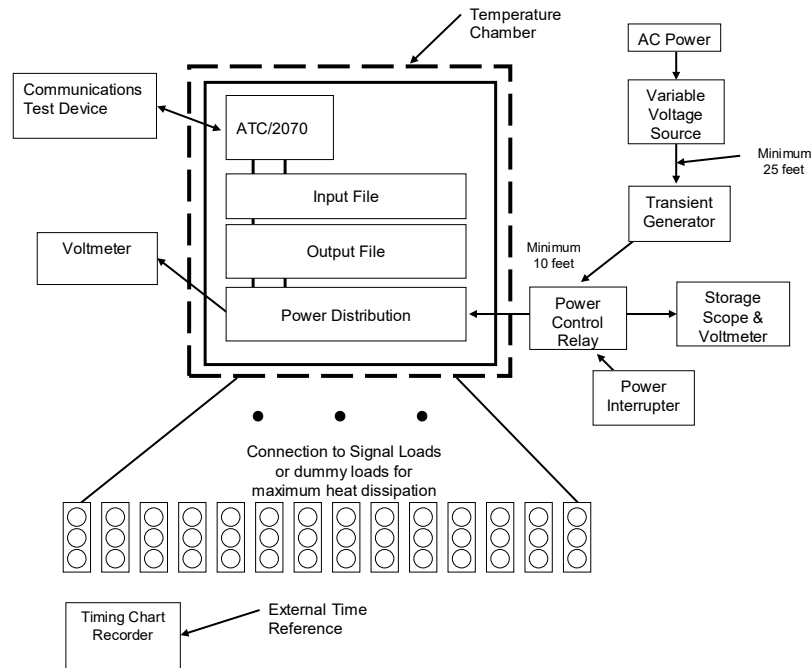 Temperature
Chamber
AC Power
Communications
Test Device
ATC/2070
Variable
Voltage
Source
Minimum
25 feet
Input File
Transient
Generator
Voltmeter
Output File
Minimum
10 feet
Power Distribution
Power
Control
Relay
Storage
Scope &
Voltmeter
Power
Interrupter
Connection to Signal Loads
or dummy loads for
maximum heat dissipation
Timing Chart
Recorder
External Time
Reference